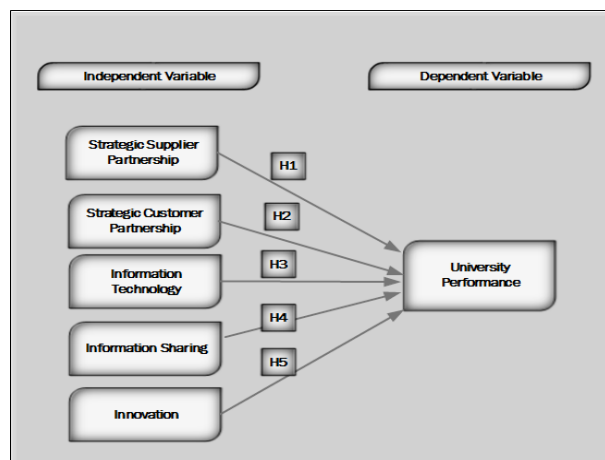 Independent Variable
Dependent Variable
Strategic Supplier
Partnership
H1
Strategic Customer
Partnership
H2
Information
Technology
H3
University
Performance
Information Sharing
H4
Innovation
H5